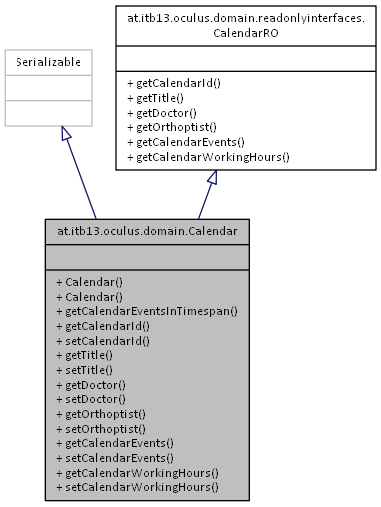 at.itb13.oculus.domain.readonlyinterfaces.
CalendarRO
Serializable
+ getCalendarId()
+ getTitle()
+ getDoctor()
+ getOrthoptist()
+ getCalendarEvents()
+ getCalendarWorkingHours()
at.itb13.oculus.domain.Calendar
+ Calendar()
+ Calendar()
+ getCalendarEventsInTimespan()
+ getCalendarId()
+ setCalendarId()
+ getTitle()
+ setTitle()
+ getDoctor()
+ setDoctor()
+ getOrthoptist()
+ setOrthoptist()
+ getCalendarEvents()
+ setCalendarEvents()
+ getCalendarWorkingHours()
+ setCalendarWorkingHours()